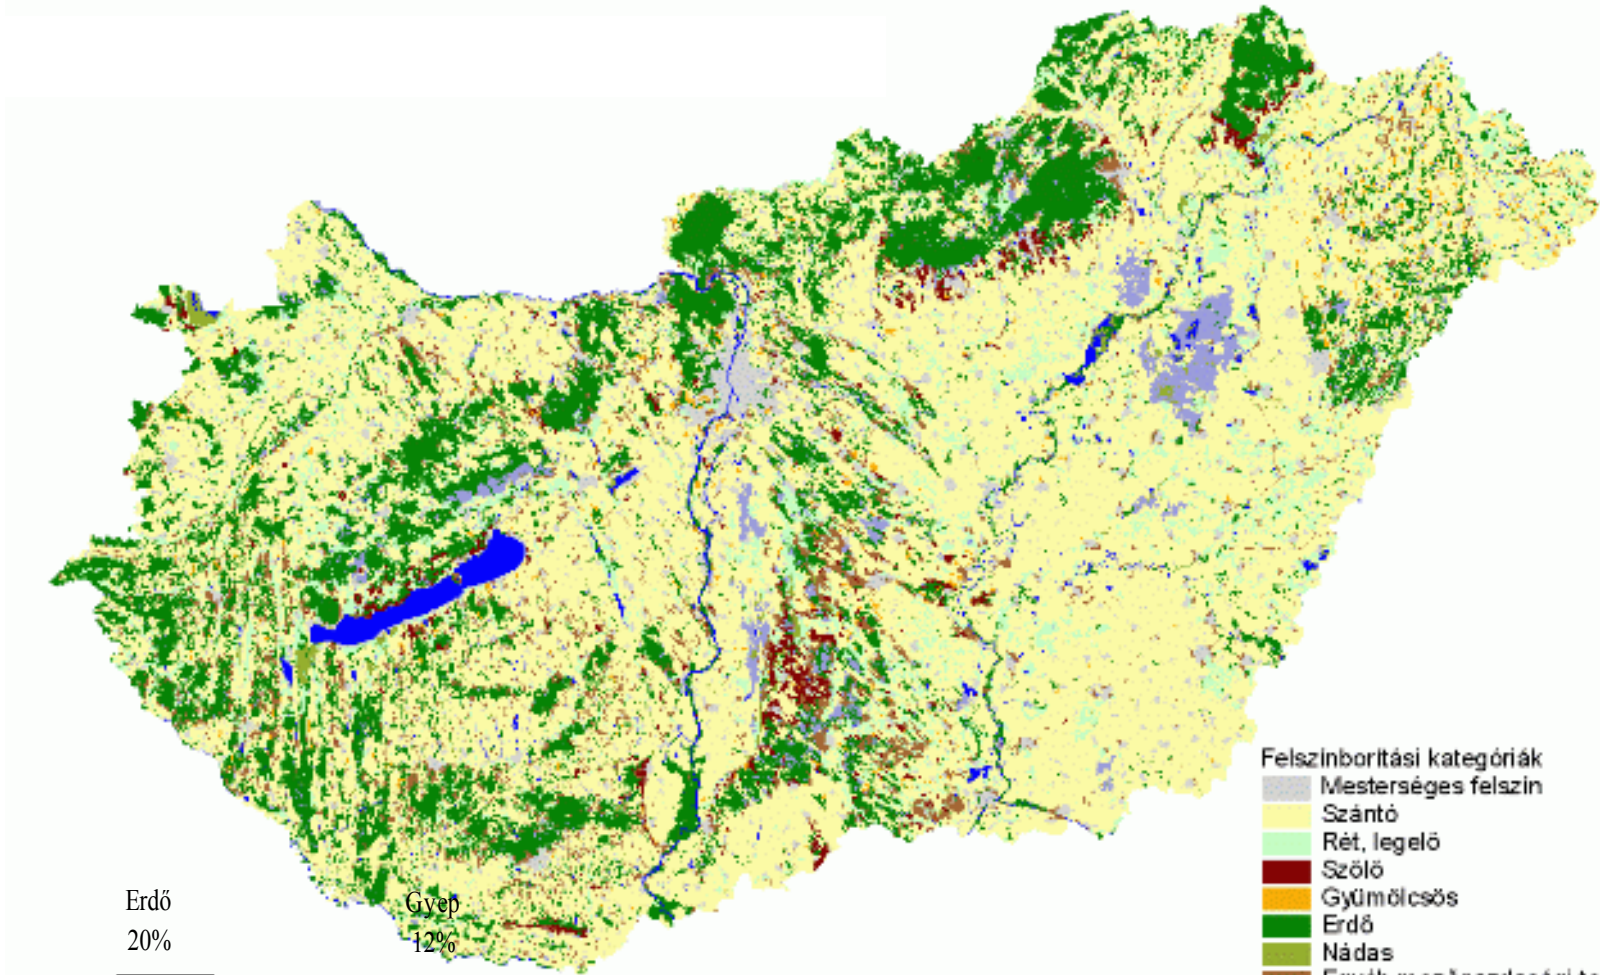 Felszínborítási kategóriák
Mesterséges felszín
Szántó
Rét, legelő
Szőlő
Gyümölcsös
Erdő
Nádas
Erdő
20%
Gyep
12%